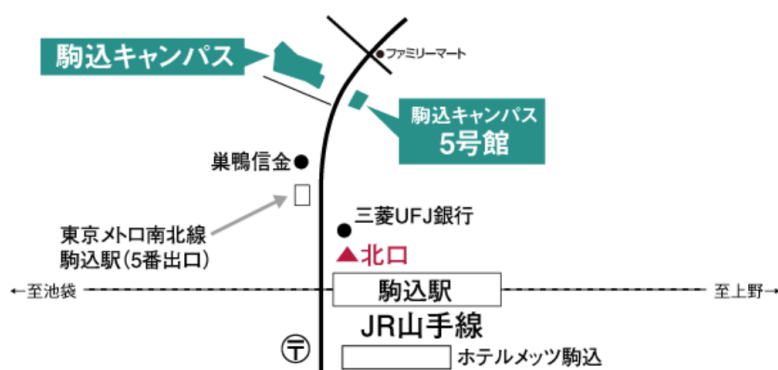 駒込キャンパス
ファミリーマート
駒込キャンパス
5号館
巣鴨信金
三菱UFJ銀行
東京メトロ南北線
駒込駅(5番出口)
▲北口
←至池袋
駒込駅
至上野→
JR山手線
〶
ホテルメッツ駒込